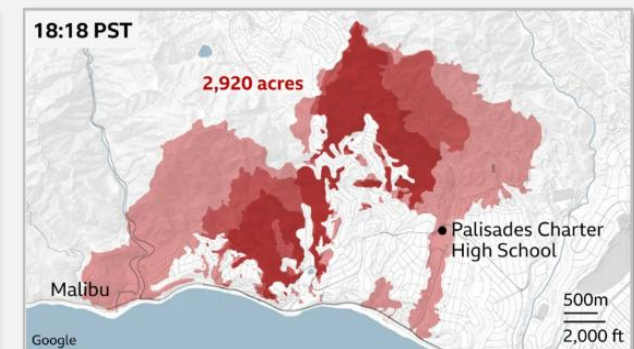 18:18 PST
2,920 acres
Palisades Charter
High School
Malibu
500m
2,000 ft
Google